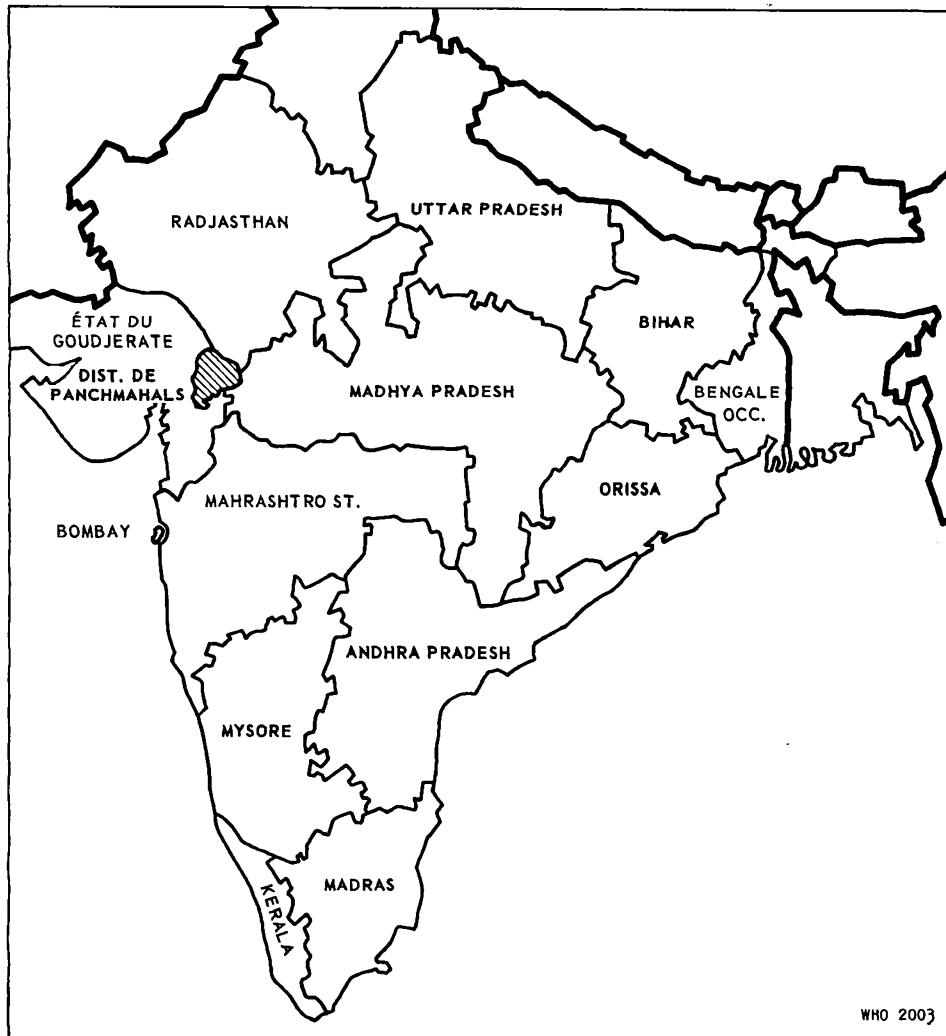 RADJASTHAN
UTTAR PRADESH
ÉTAT DU
GOUDJERATE
BIHAR
DIST. DE
PANCHMAHALS
MADHYA PRADESH
BENGALE
OCC.
MAHRASHTRO ST.
ORISSA
BOMBAY
ANDHRA PRADESH
MYSORE
MADRAS
KERALA
WHO 2003